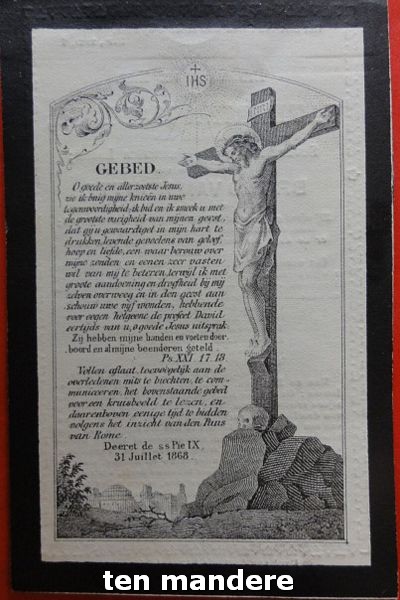 IHS
GEBED.
O goede en allerzoetste Jesus,
zie ik buig mijne knieën in uwe
tegenwoordigheid; ik bid en ik smeek u met
de grootste vurigheid van mijnen geest,
dat gij u gewaardiget in mijn hart te
drukken, levende gevoelens van geloof,
hoop en liefde, een waar berouw over
mijne zonden en eenen zeer vasten
wil van mij te beteren, terwijl ik met
groote aandoening en droefheid bij mij
zelven overweeg en in den geest aan-
schouw uwe vijf wonden, hebbende
voor oogen hetgeene de profeet David
eertijds van u, o goede Jesus uitsprak.
Zij hebben mijne handen en voeten door-
boord en al mijne beenderen geteld.
Ps XXI 17. 18.
Vollen aflaat, toevoegelijk aan de
overledenen mits te biechten, te com-
municeeren, het bovenstaande gebed
voor een kruisbeeld te lezen, en
daarenboven eenige tijd te bidden
volgens het inzicht van den Paus
van Rome.
Decret de ss Pie IX,
31 Juillet 1868.
ten mandere